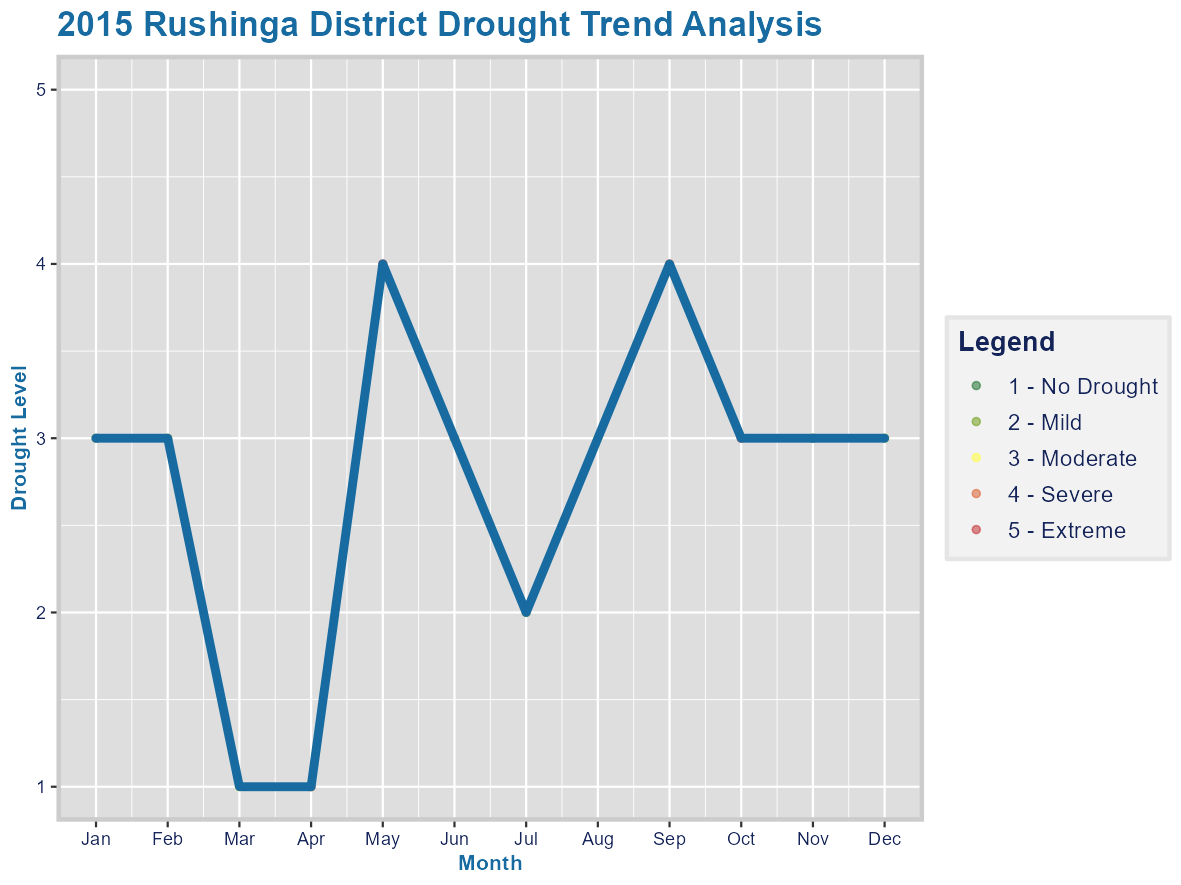 2015 Rushinga District Drought Trend Analysis
5
4
3
2
1
Drought Level
Jan Feb Mar Apr May Jun Jul Aug Sep Oct Nov Dec
Month
Legend
1 - No Drought
2 - Mild
3 - Moderate
4 - Severe
5 - Extreme